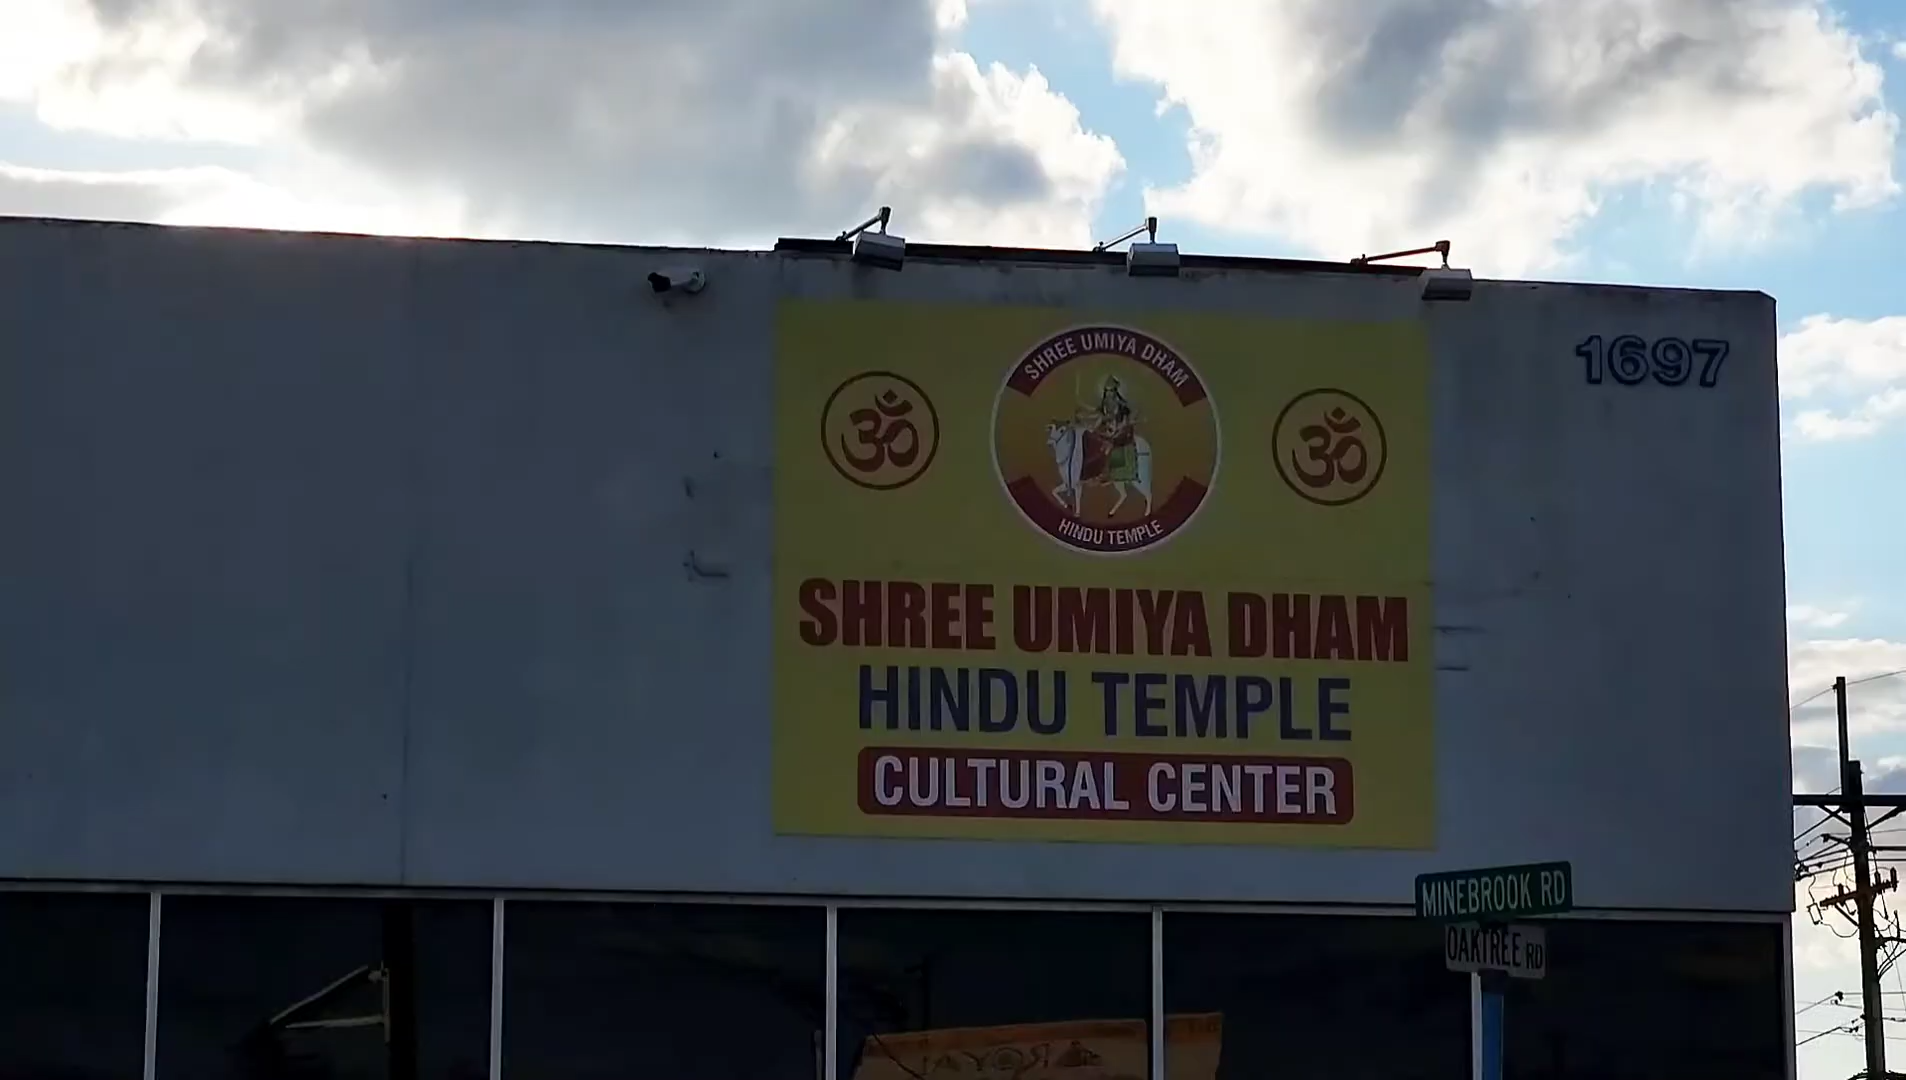 1697
SHREE UMIYA DHAM
ॐ
ॐ
HINDU TEMPLE
SHREE UMIYA DHAM
HINDU TEMPLE
CULTURAL CENTER
MINEBROOK RD
OAKTREE RD